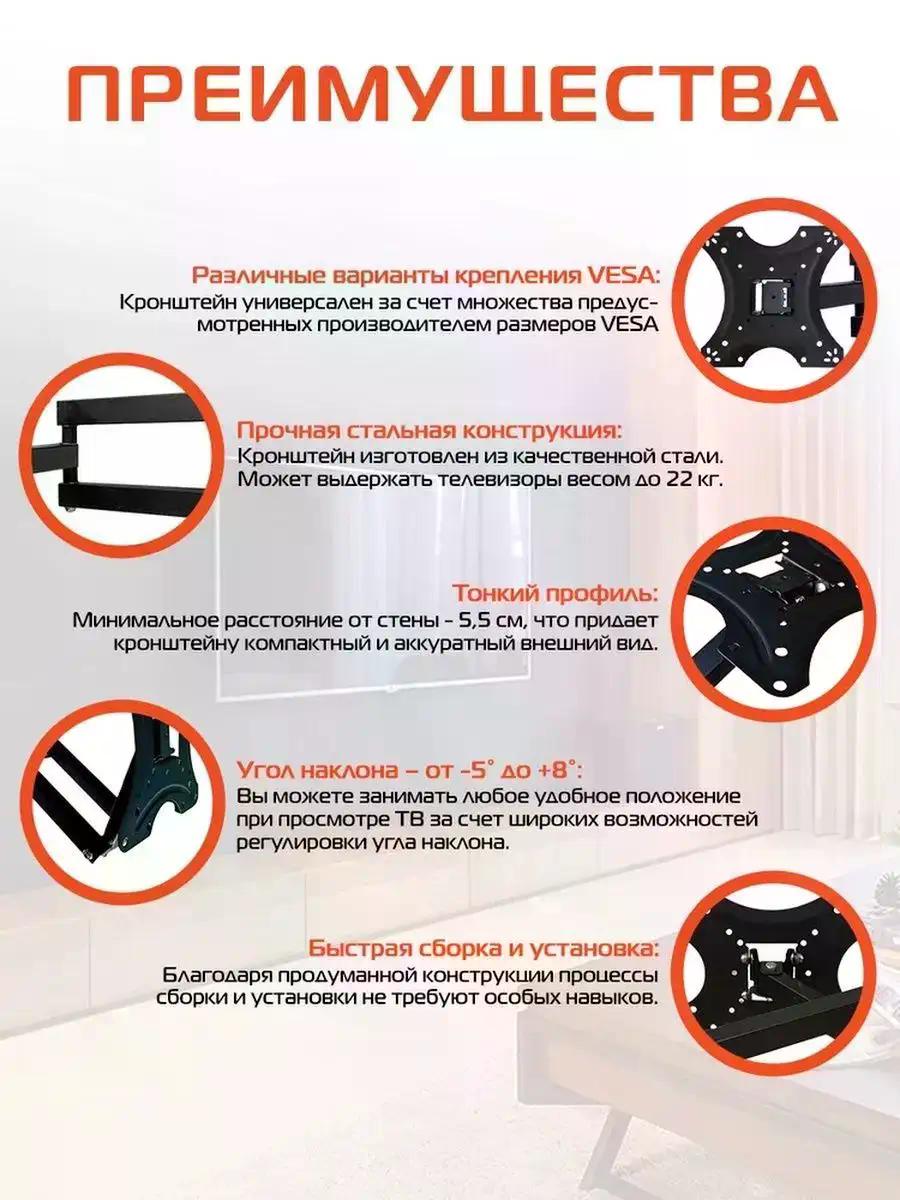 ПРЕИМУЩЕСТВА
Различные варианты крепления VESA:
Кронштейн универсален за счет множества предус-
мотренных производителем размеров VESA
Прочная стальная конструкция:
Кронштейн изготовлен из качественной стали.
Может выдержать телевизоры весом до 22 кг.
Тонкий профиль:
Минимальное расстояние от стены - 5,5 см, что придает
кронштейну компактный и аккуратный внешний вид.
Угол наклона – от -5° до +8°:
Вы можете занимать любое удобное положение
при просмотре ТВ за счет широких возможностей
регулировки угла наклона.
Быстрая сборка и установка:
Благодаря продуманной конструкции процессы
сборки и установки не требуют особых навыков.